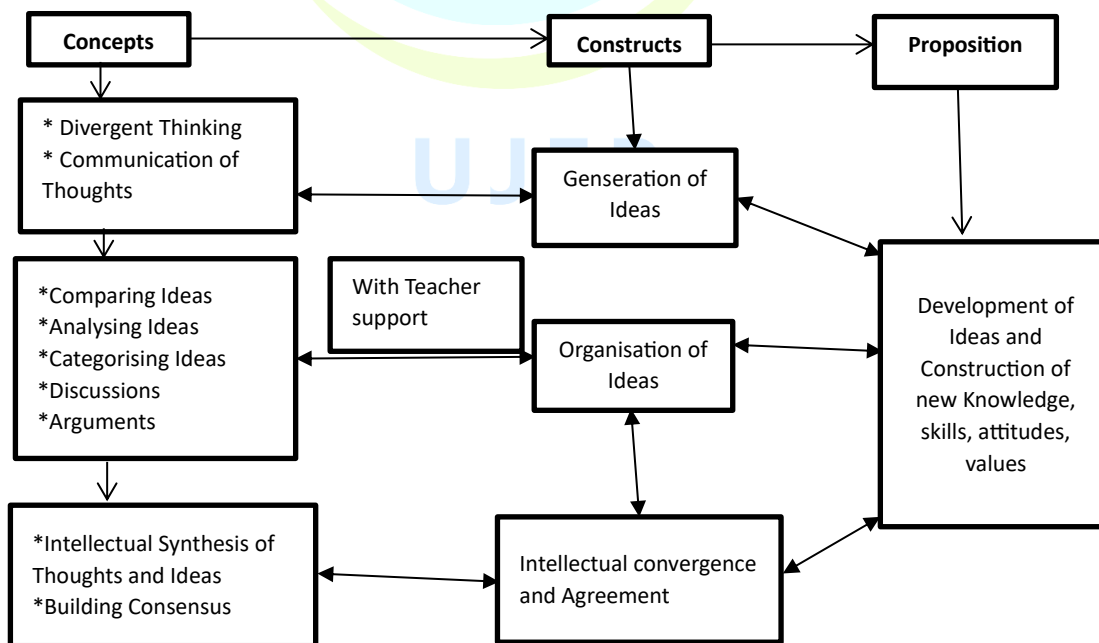 Concepts
Constructs
Proposition
* Divergent Thinking
* Communication of
Thoughts
Genseration of
Ideas
*Comparing Ideas
*Analysing Ideas
*Categorising Ideas
*Discussions
*Arguments
With Teacher
support
Organisation of
Ideas
Development of
Ideas and
Construction of
new Knowledge,
skills, attitudes,
values
*Intellectual Synthesis of
Thoughts and Ideas
*Building Consensus
Intellectual convergence
and Agreement